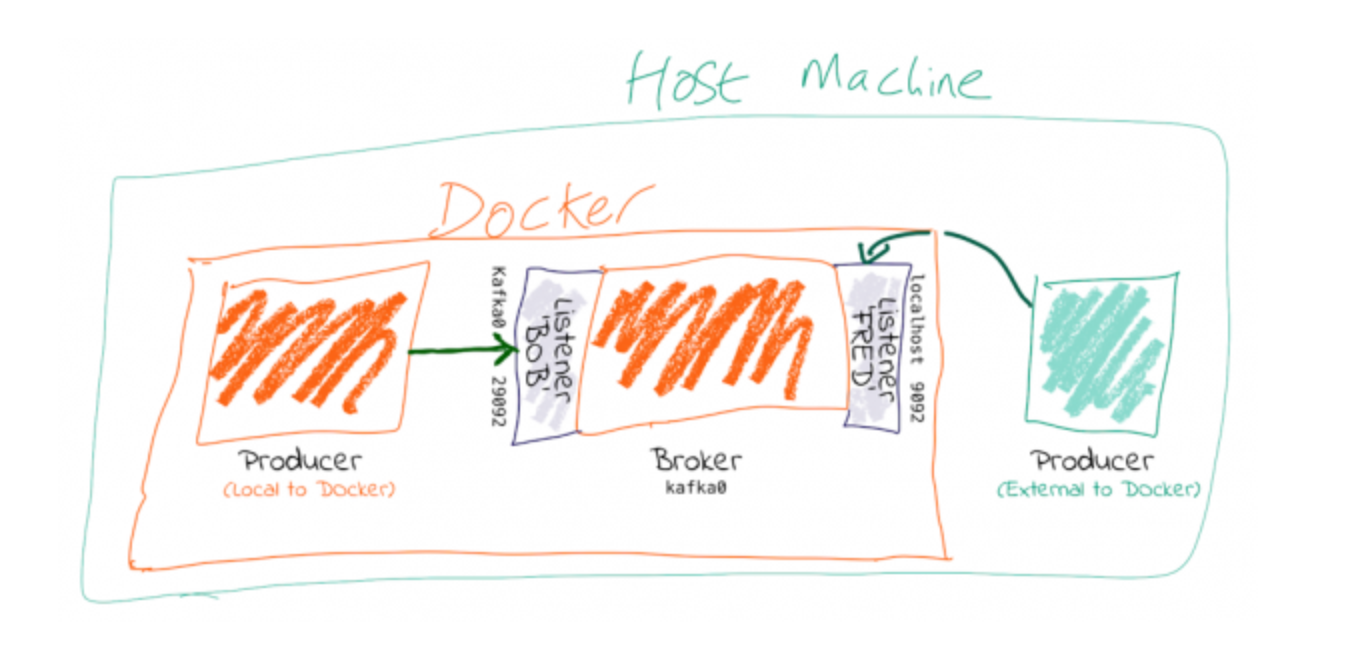 Host Machine
Docker
Kafka0 29092
Listener
'BOB'
Listener
'FRED'
localhost 9092
Producer
(Local to Docker)
Broker
kafka0
Producer
(External to Docker)